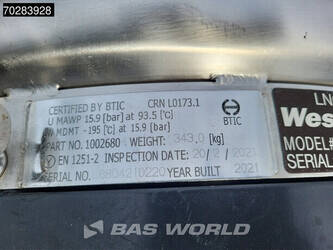 70283928
CERTIFIED BY BTIC CRN L0173.1
U MAWP 15.9 [bar] at 93.5 [°C]
MDMT -195 [°C] at 15.9 [bar]
BTIC
PART NO. 1002680 WEIGHT 343,0 [kg]
EN 1251-2 INSPECTION DATE 20/2/2021
SERIAL NO. YEAR BUILT 2021
LN
Wes
MODEL#
SERIAL
BAS WORLD